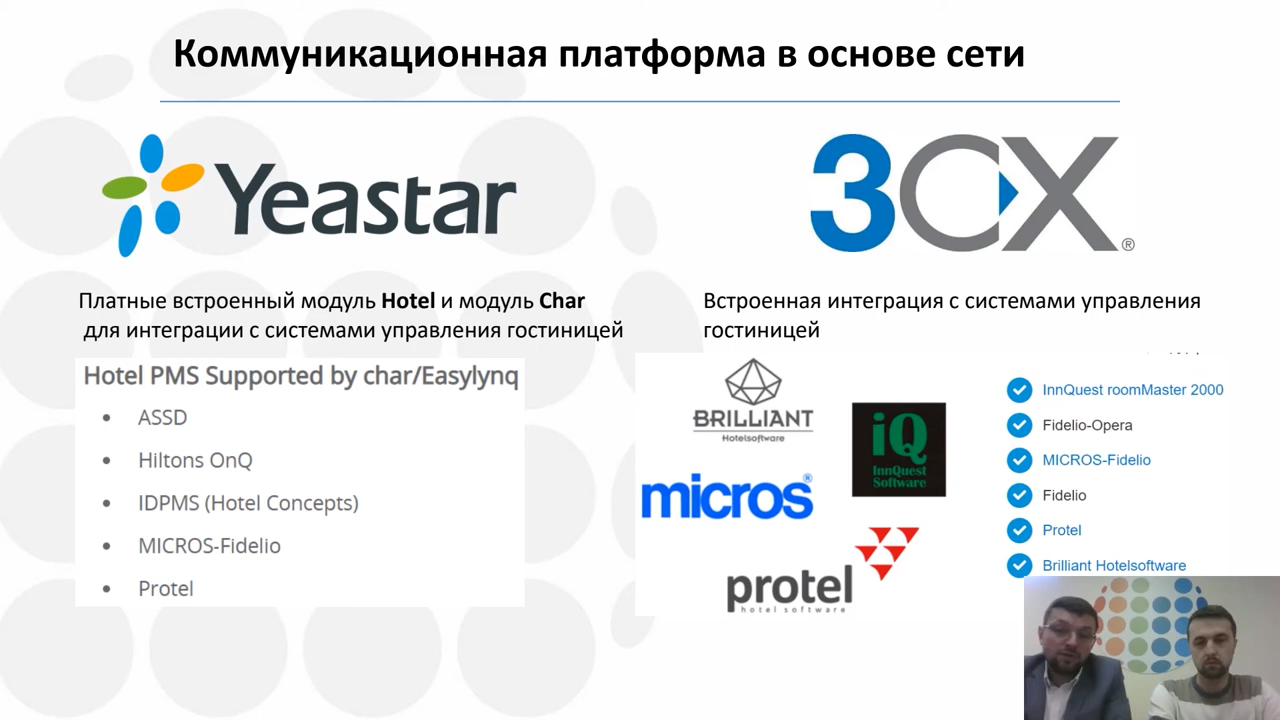 Коммуникационная платформа в основе сети
Yeastar
3CX®
Платные встроенный модуль Hotel и модуль Char
для интеграции с системами управления гостиницей
Hotel PMS Supported by char/Easylynq
• ASSD
• Hiltons OnQ
• IDPMS (Hotel Concepts)
• MICROS-Fidelio
• Protel
Встроенная интеграция с системами управления
гостиницей
BRILLIANT
Hotelsoftware
iQ
InnQuest
Software
micros®
protel
hotel software
InnQuest roomMaster 2000
Fidelio-Opera
MICROS-Fidelio
Fidelio
Protel
Brilliant Hotelsoftware